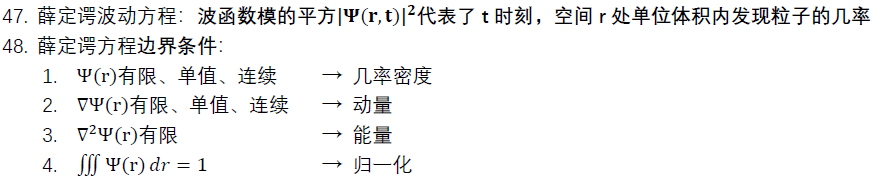 47. 薛定谔波动方程：波函数模的平方|Ψ(r,t)|²代表了 t 时刻，空间 r 处单位体积内发现粒子的几率
48. 薛定谔方程边界条件：
1. Ψ(r)有限、单值、连续 → 几率密度
2. ∇Ψ(r)有限、单值、连续 → 动量
3. ∇²Ψ(r)有限 → 能量
4. ∭ Ψ(r) dr = 1 → 归一化